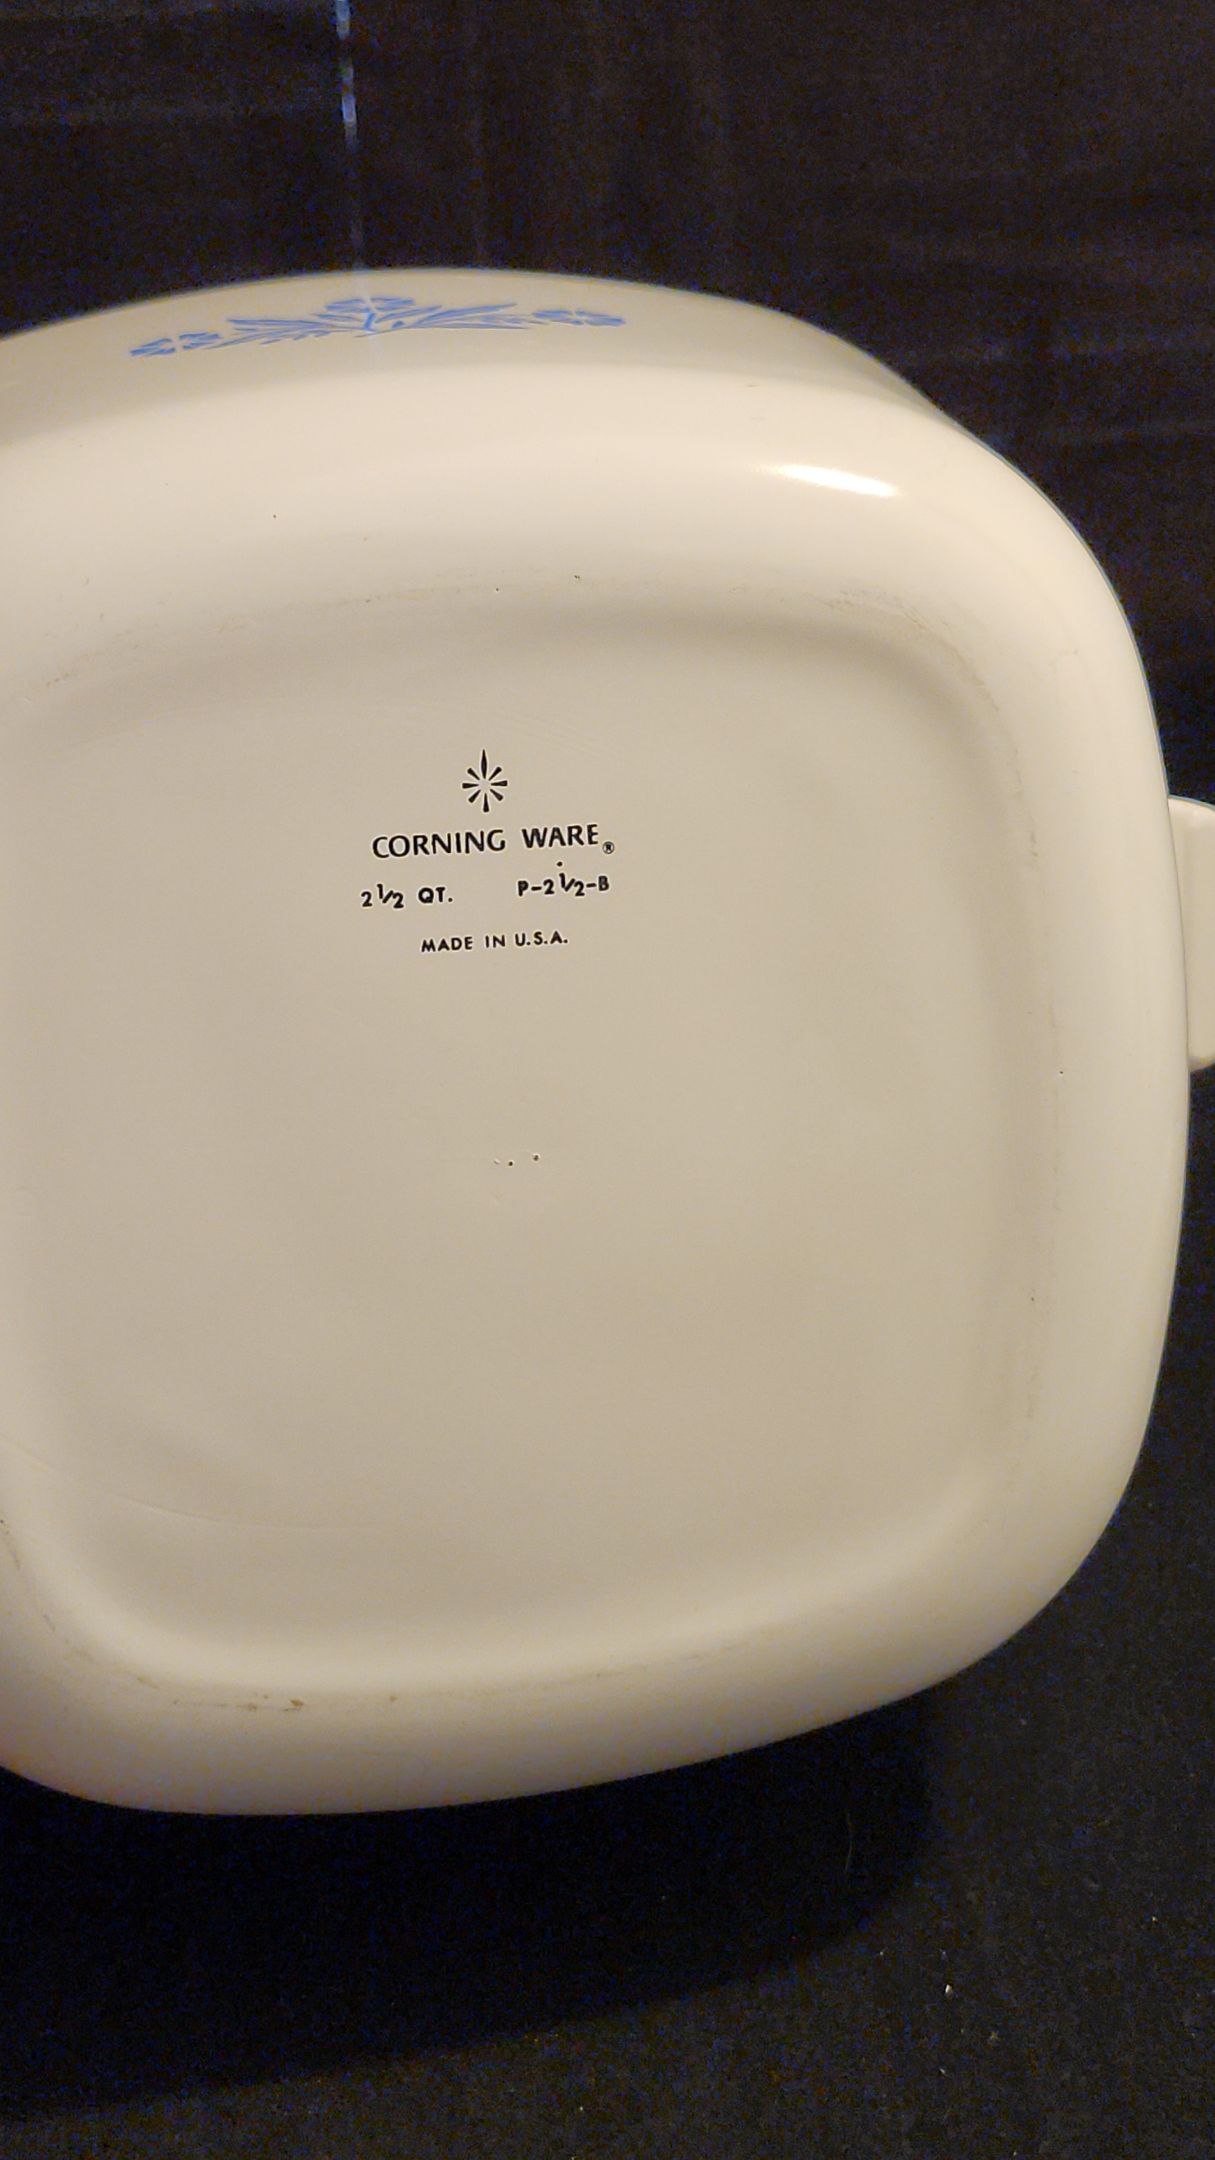 CORNING WARE®
2½ QT. P-2½-B
MADE IN U.S.A.